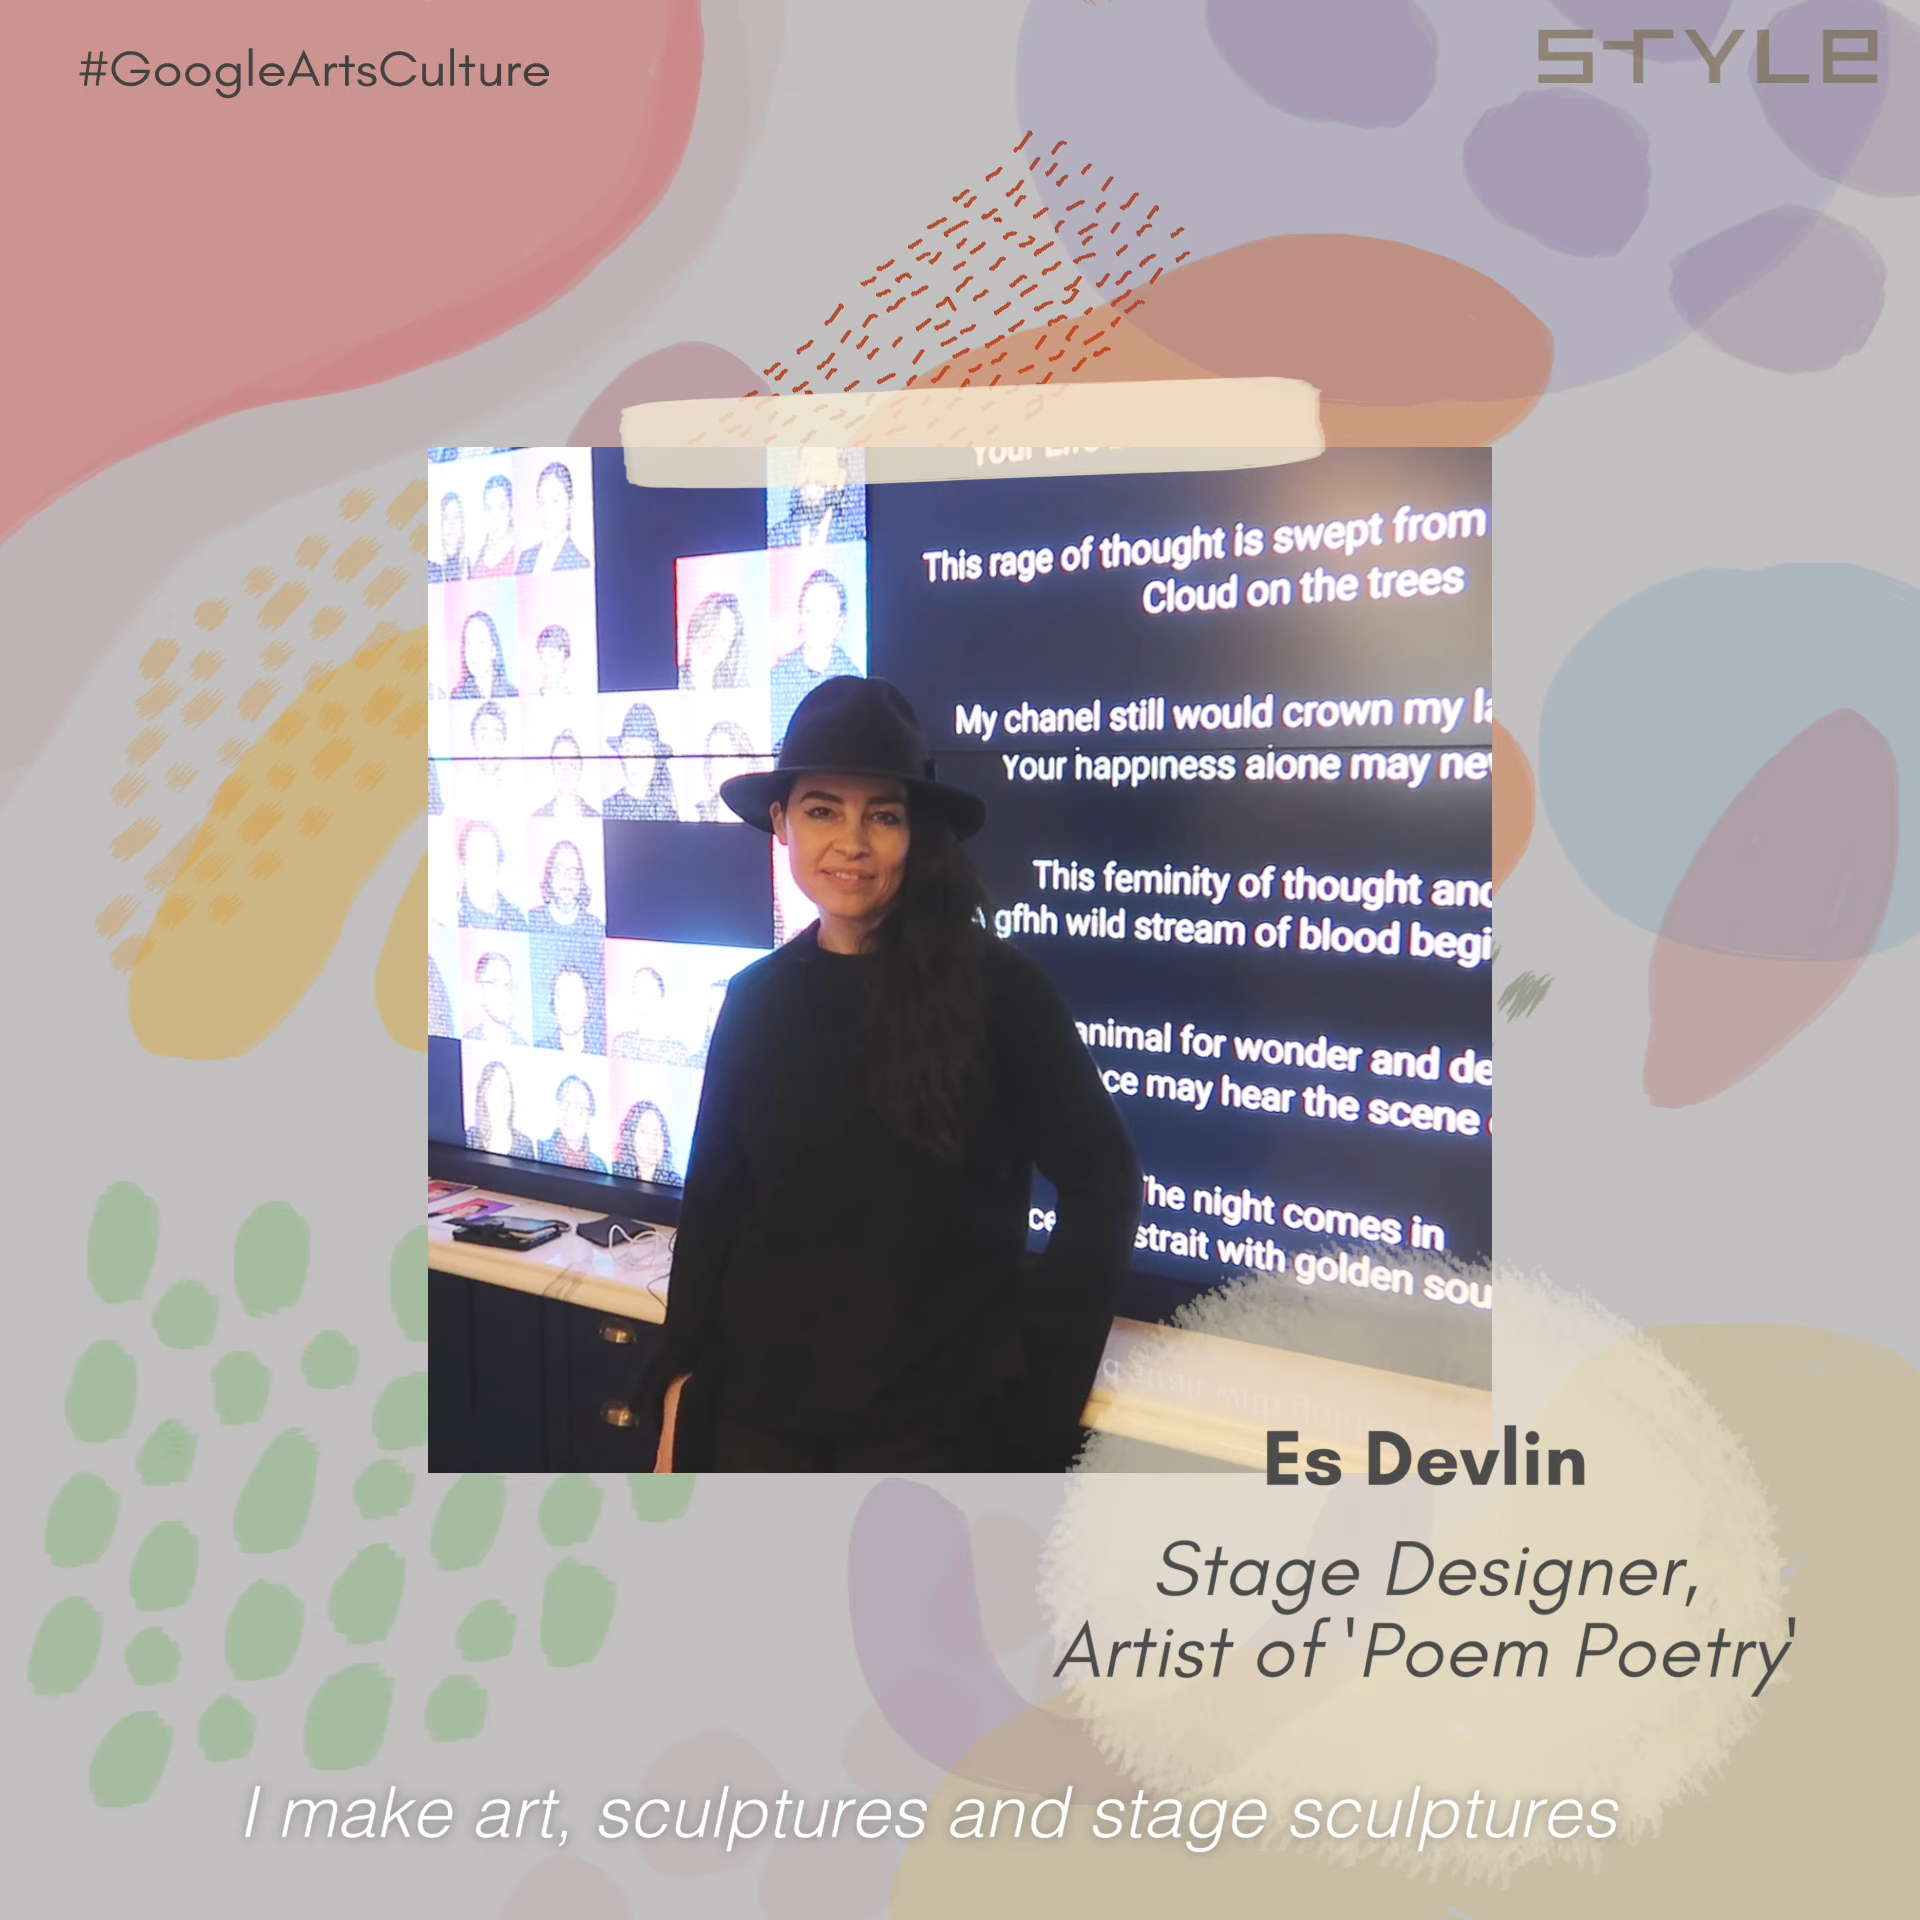 #GoogleArtsCulture
STYLE
This rage of thought is swept from
Cloud on the trees
My chanel still would crown my
Your happiness alone may
This feminity of thought
gfhh wild stream of blood
animal for wonder and
may hear the scene
The night comes in
strait with golden
Es Devlin
Stage Designer,
Artist of 'Poem Poetry'
I make art, sculptures and stage sculptures